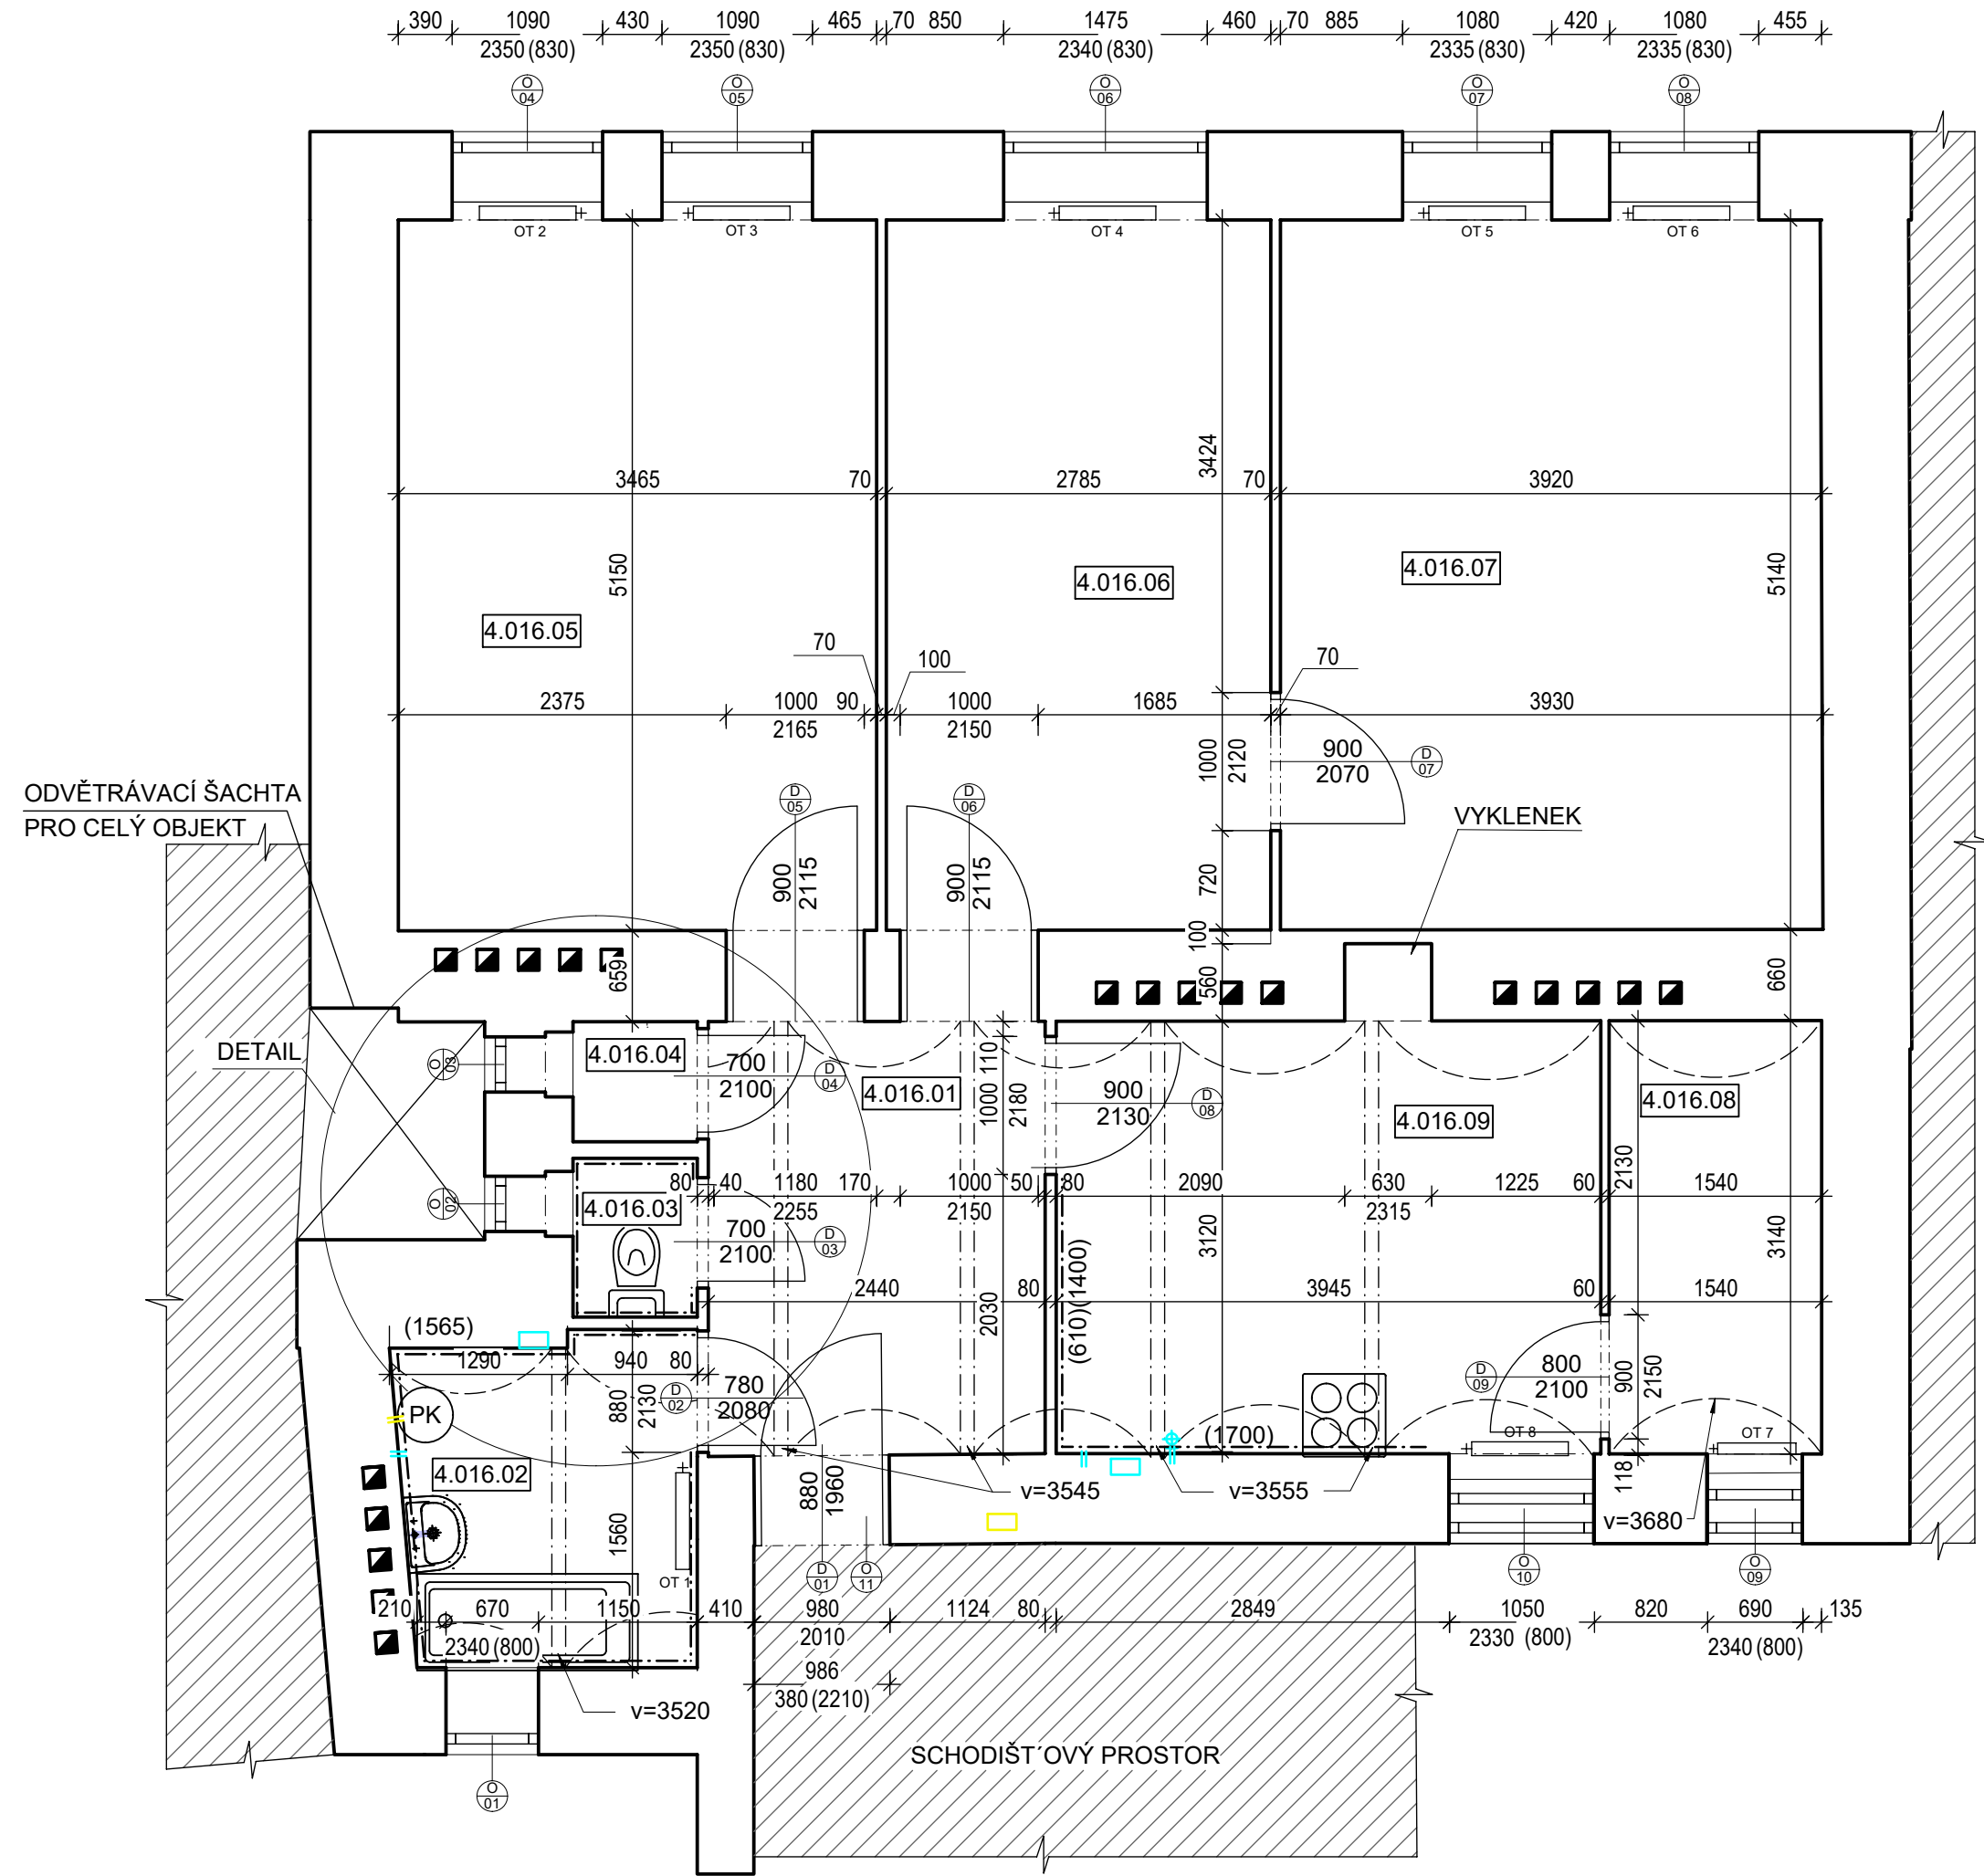 390 1090 430 1090 465 70 850 1475 460 70 885 1080 420 1080 455
2350 (830) 2350 (830) 2340 (830) 2335 (830) 2335 (830)
O 04
O 05
O 06
O 07
O 08
OT 2
OT 3
OT 4
OT 5
OT 6
3424
3465 70 2785 70 3920
5150
5140
4.016.05
4.016.06
4.016.07
70
100
70
2375 1000 90 1000 1685 3930
2165 2150
1000
2120
900
2070
D 07
D 05
D 06
ODVĚTRÁVACÍ ŠACHTA
PRO CELÝ OBJEKT
VYKLENEK
900
2115
900
2115
720
100
560
659
660
DETAIL
O 03
4.016.04
700
2100
D 04
4.016.01
110
1000
2180
900
2130
D 08
4.016.09
4.016.08
2130
80 40 1180 170 1000 50 80 2090 630 1225 60 1540
2255 2150 2315
O 02
4.016.03
700
2100
D 03
3120
3140
(610)(1400)
2440 80 3945 60 1540
2030
(1565)
1290 940 80
880
2130
D 02
780
2080
D 09
800
2100
900
2150
PK
(1700)
OT 8
OT 7
118
4.016.02
880
1960
v=3545
v=3555
v=3680
1560
OT 1
D 01
O 11
O 10
O 09
210 670 1150 410 980 1124 80 2849 1050 820 690 135
2340 (800) 2010 2330 (800) 2340 (800)
986
380 (2210)
v=3520
SCHODIŠŤOVÝ PROSTOR
O 01